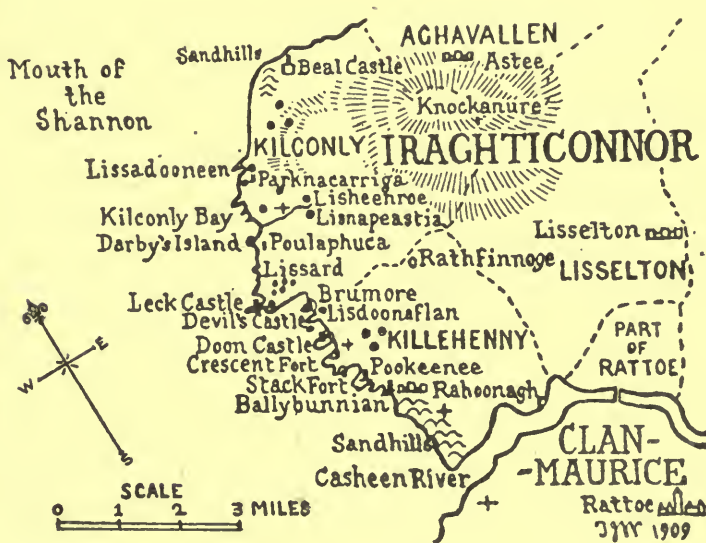 Sandhills
AGHAVALLEN
Astee
Mouth of
the
Shannon
Beal Castle
Knockanure
KILCONLY
IRAGHTICONNOR
Lissadooneen
Parknacarriga
Lisheenroe
Kilconly Bay
Lisnapeastia
Darby's Island
Poulaphuca
Lisselton
LISSELTON
Lissard
Rathfinnoge
Leck Castle
Brumore
Devil's Castle
Lisdoonaflan
Doon Castle
KILLEHENNY
PART
OF
RATTOE
Crescent Fort
Pookeenee
Stack Fort
Rahoonagh
Ballybunnian
Sandhills
Casheen River
CLAN-
-MAURICE
Rattoe
TJW 1909
W
E
S
SCALE
0 1 2 3 MILES